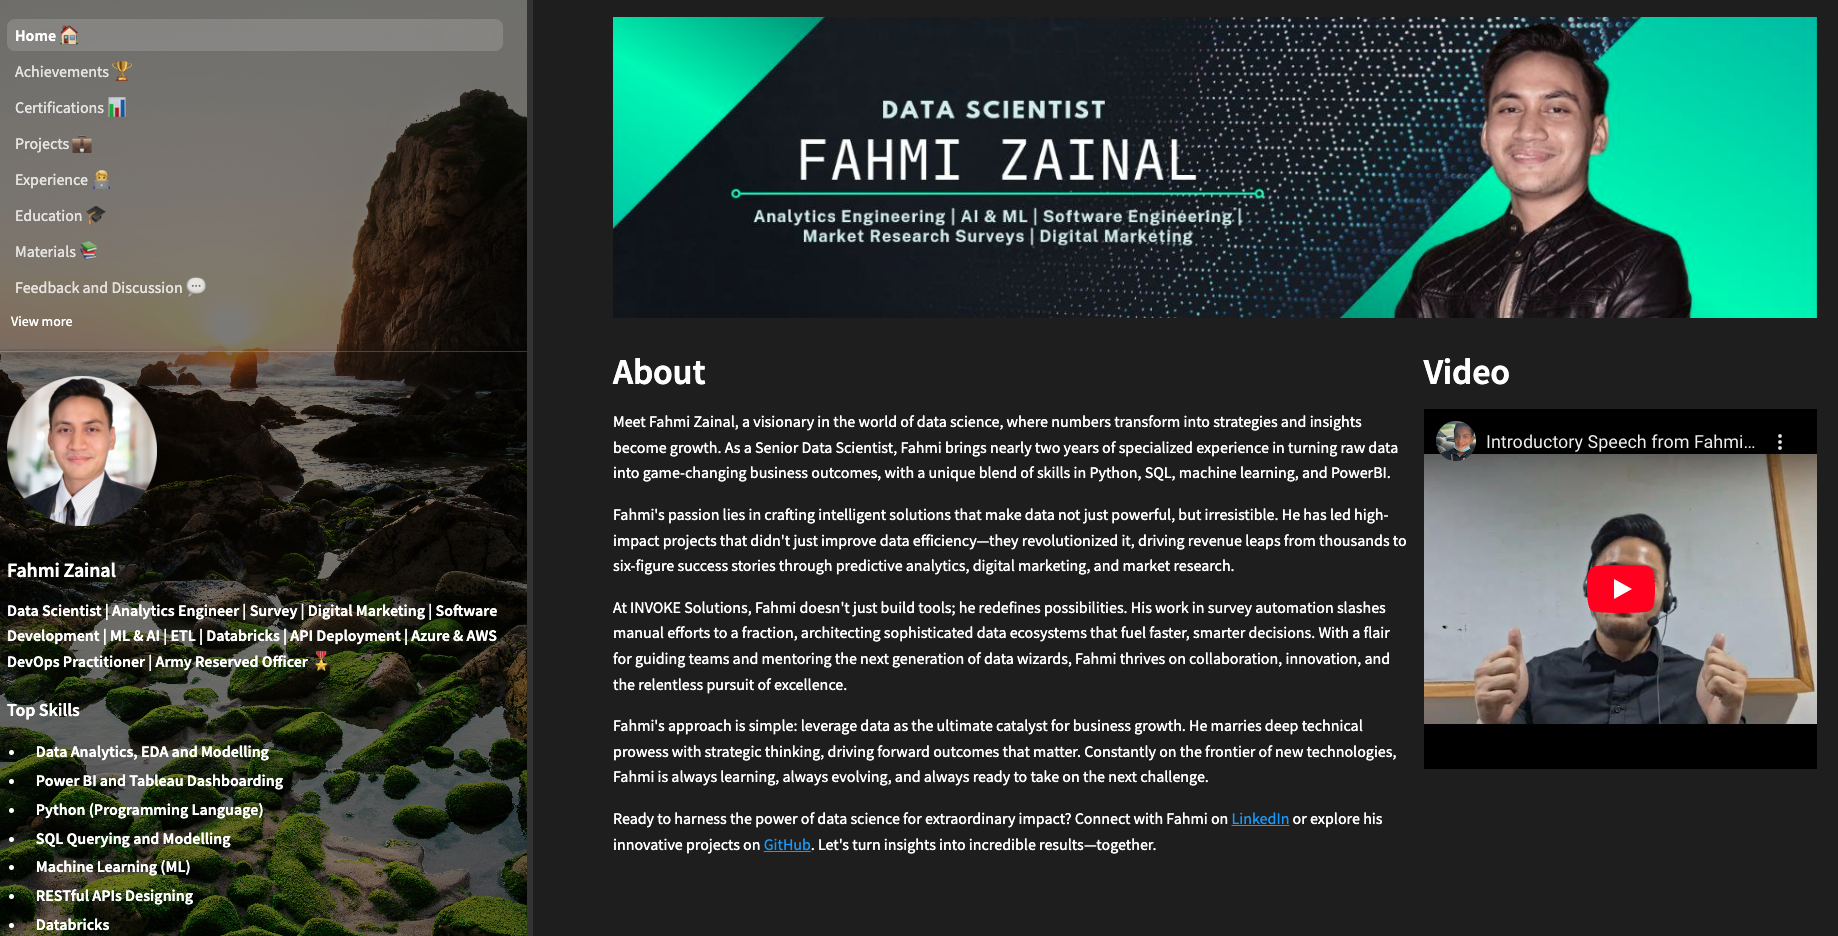 Home 🏠
Achievements 🏆
Certifications 📊
Projects 💼
Experience 👨‍💻
Education 🎓
Materials 📚
Feedback and Discussion 💬
View more
Fahmi Zainal
Data Scientist | Analytics Engineer | Survey | Digital Marketing | Software
Development | ML & AI | ETL | Databricks | API Deployment | Azure & AWS
DevOps Practitioner | Army Reserved Officer 🎖️
Top Skills
• Data Analytics, EDA and Modelling
• Power BI and Tableau Dashboarding
• Python (Programming Language)
• SQL Querying and Modelling
• Machine Learning (ML)
• RESTful APIs Designing
• Databricks
DATA SCIENTIST
FAHMI ZAINAL
Analytics Engineering | AI & ML | Software Engineering |
Market Research Surveys | Digital Marketing
About
Meet Fahmi Zainal, a visionary in the world of data science, where numbers transform into strategies and insights
become growth. As a Senior Data Scientist, Fahmi brings nearly two years of specialized experience in turning raw data
into game-changing business outcomes, with a unique blend of skills in Python, SQL, machine learning, and PowerBI.
Fahmi's passion lies in crafting intelligent solutions that make data not just powerful, but irresistible. He has led high-
impact projects that didn't just improve data efficiency—they revolutionized it, driving revenue leaps from thousands to
six-figure success stories through predictive analytics, digital marketing, and market research.
At INVOKE Solutions, Fahmi doesn't just build tools; he redefines possibilities. His work in survey automation slashes
manual efforts to a fraction, architecting sophisticated data ecosystems that fuel faster, smarter decisions. With a flair
for guiding teams and mentoring the next generation of data wizards, Fahmi thrives on collaboration, innovation, and
the relentless pursuit of excellence.
Fahmi's approach is simple: leverage data as the ultimate catalyst for business growth. He marries deep technical
prowess with strategic thinking, driving forward outcomes that matter. Constantly on the frontier of new technologies,
Fahmi is always learning, always evolving, and always ready to take on the next challenge.
Ready to harness the power of data science for extraordinary impact? Connect with Fahmi on LinkedIn or explore his
innovative projects on GitHub. Let's turn insights into incredible results—together.
Video
Introductory Speech from Fahmi...